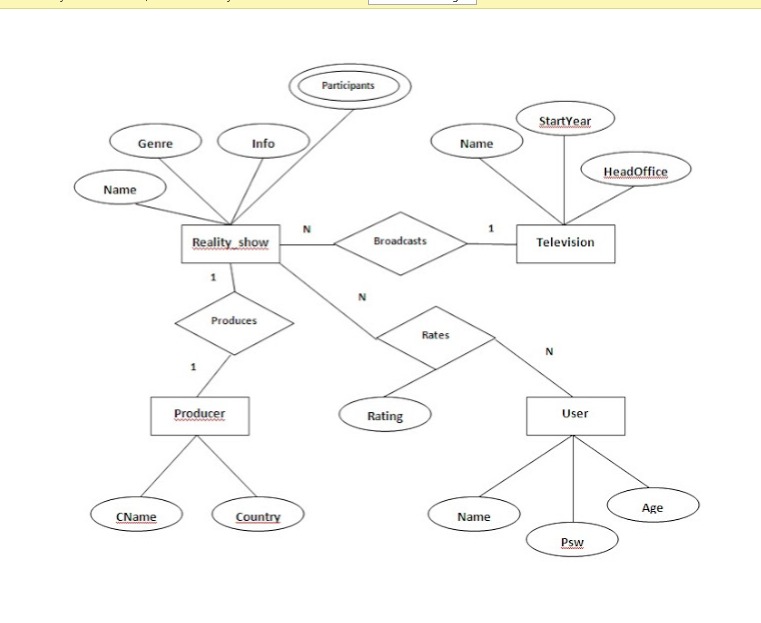 Participants
StartYear
Genre
Info
Name
HeadOffice
Name
N
1
Reality_show
Broadcasts
Television
1
N
Produces
Rates
N
1
Producer
Rating
User
CName
Country
Name
Age
Psw